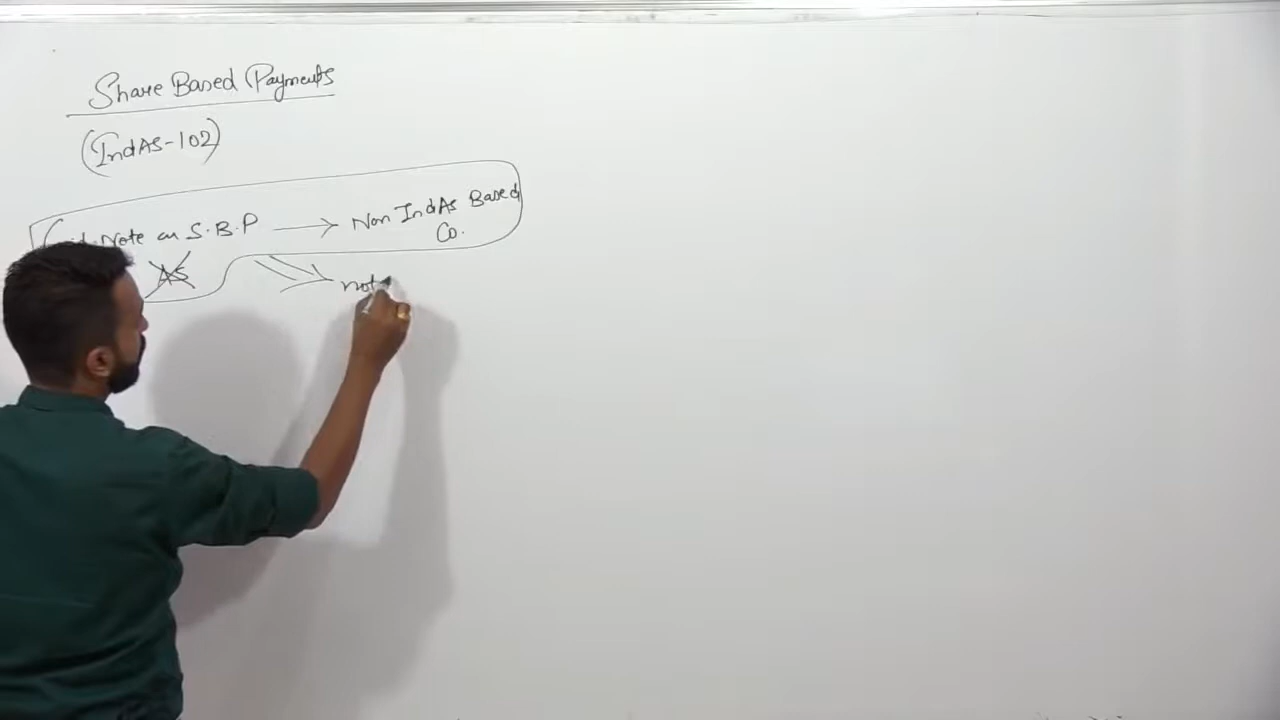 Share Based Payments
(IndAS-102)
Note on S.B.P → Non IndAs Based
Co.
AS
not